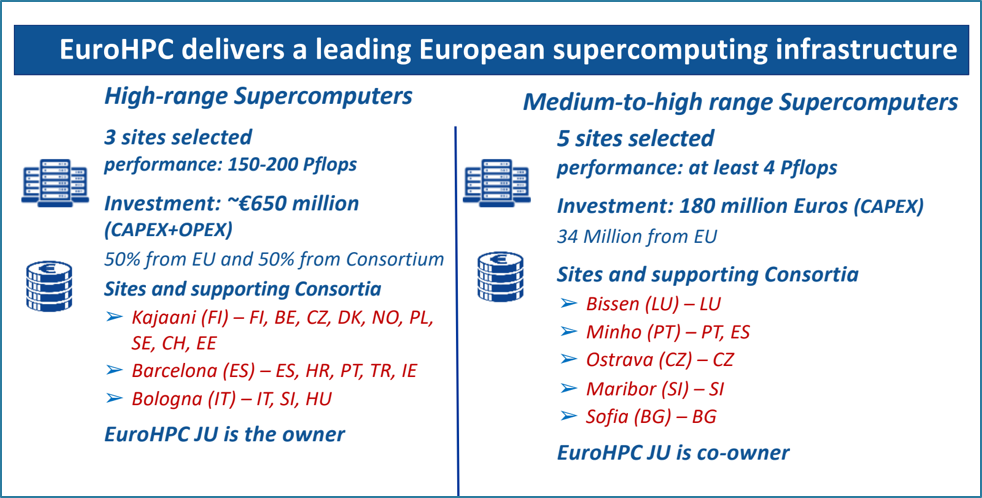 EuroHPC delivers a leading European supercomputing infrastructure
High-range Supercomputers
3 sites selected
performance: 150-200 Pflops
Investment: ~€650 million
(CAPEX+OPEX)
50% from EU and 50% from Consortium
Sites and supporting Consortia
➢ Kajaani (FI) – FI, BE, CZ, DK, NO, PL,
SE, CH, EE
➢ Barcelona (ES) – ES, HR, PT, TR, IE
➢ Bologna (IT) – IT, SI, HU
EuroHPC JU is the owner
Medium-to-high range Supercomputers
5 sites selected
performance: at least 4 Pflops
Investment: 180 million Euros (CAPEX)
34 Million from EU
Sites and supporting Consortia
➢ Bissen (LU) – LU
➢ Minho (PT) – PT, ES
➢ Ostrava (CZ) – CZ
➢ Maribor (SI) – SI
➢ Sofia (BG) – BG
EuroHPC JU is co-owner